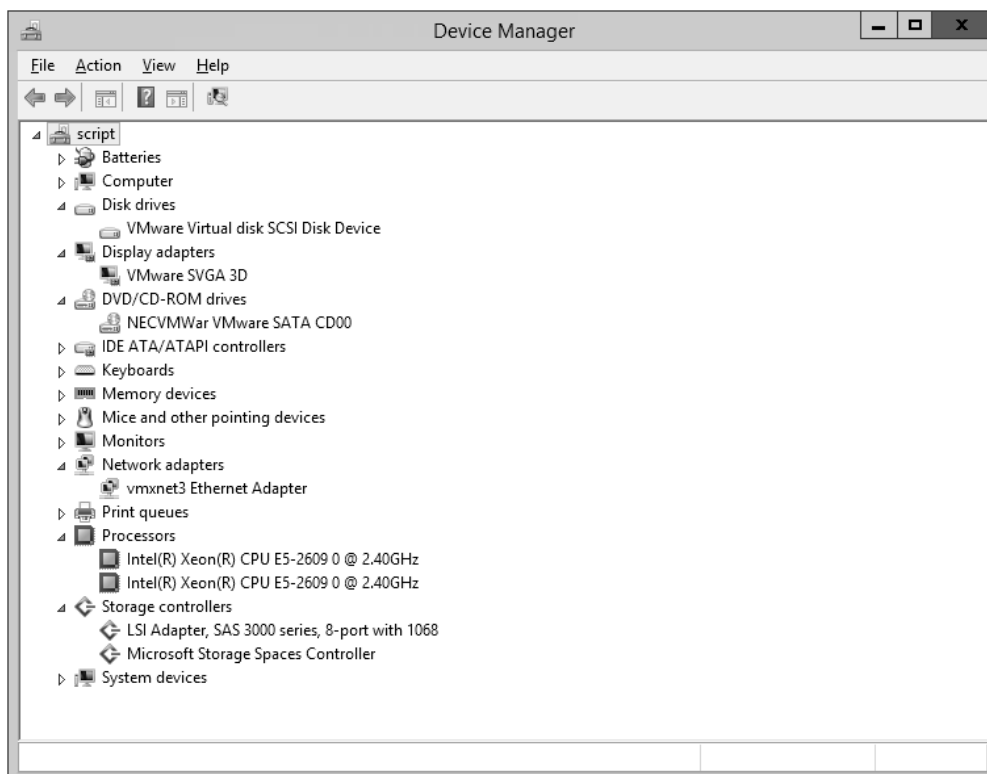 Device Manager
File Action View Help
script
Batteries
Computer
Disk drives
VMware Virtual disk SCSI Disk Device
Display adapters
VMware SVGA 3D
DVD/CD-ROM drives
NECVMWar VMware SATA CD00
IDE ATA/ATAPI controllers
Keyboards
Memory devices
Mice and other pointing devices
Monitors
Network adapters
vmxnet3 Ethernet Adapter
Print queues
Processors
Intel(R) Xeon(R) CPU E5-2609 0 @ 2.40GHz
Intel(R) Xeon(R) CPU E5-2609 0 @ 2.40GHz
Storage controllers
LSI Adapter, SAS 3000 series, 8-port with 1068
Microsoft Storage Spaces Controller
System devices